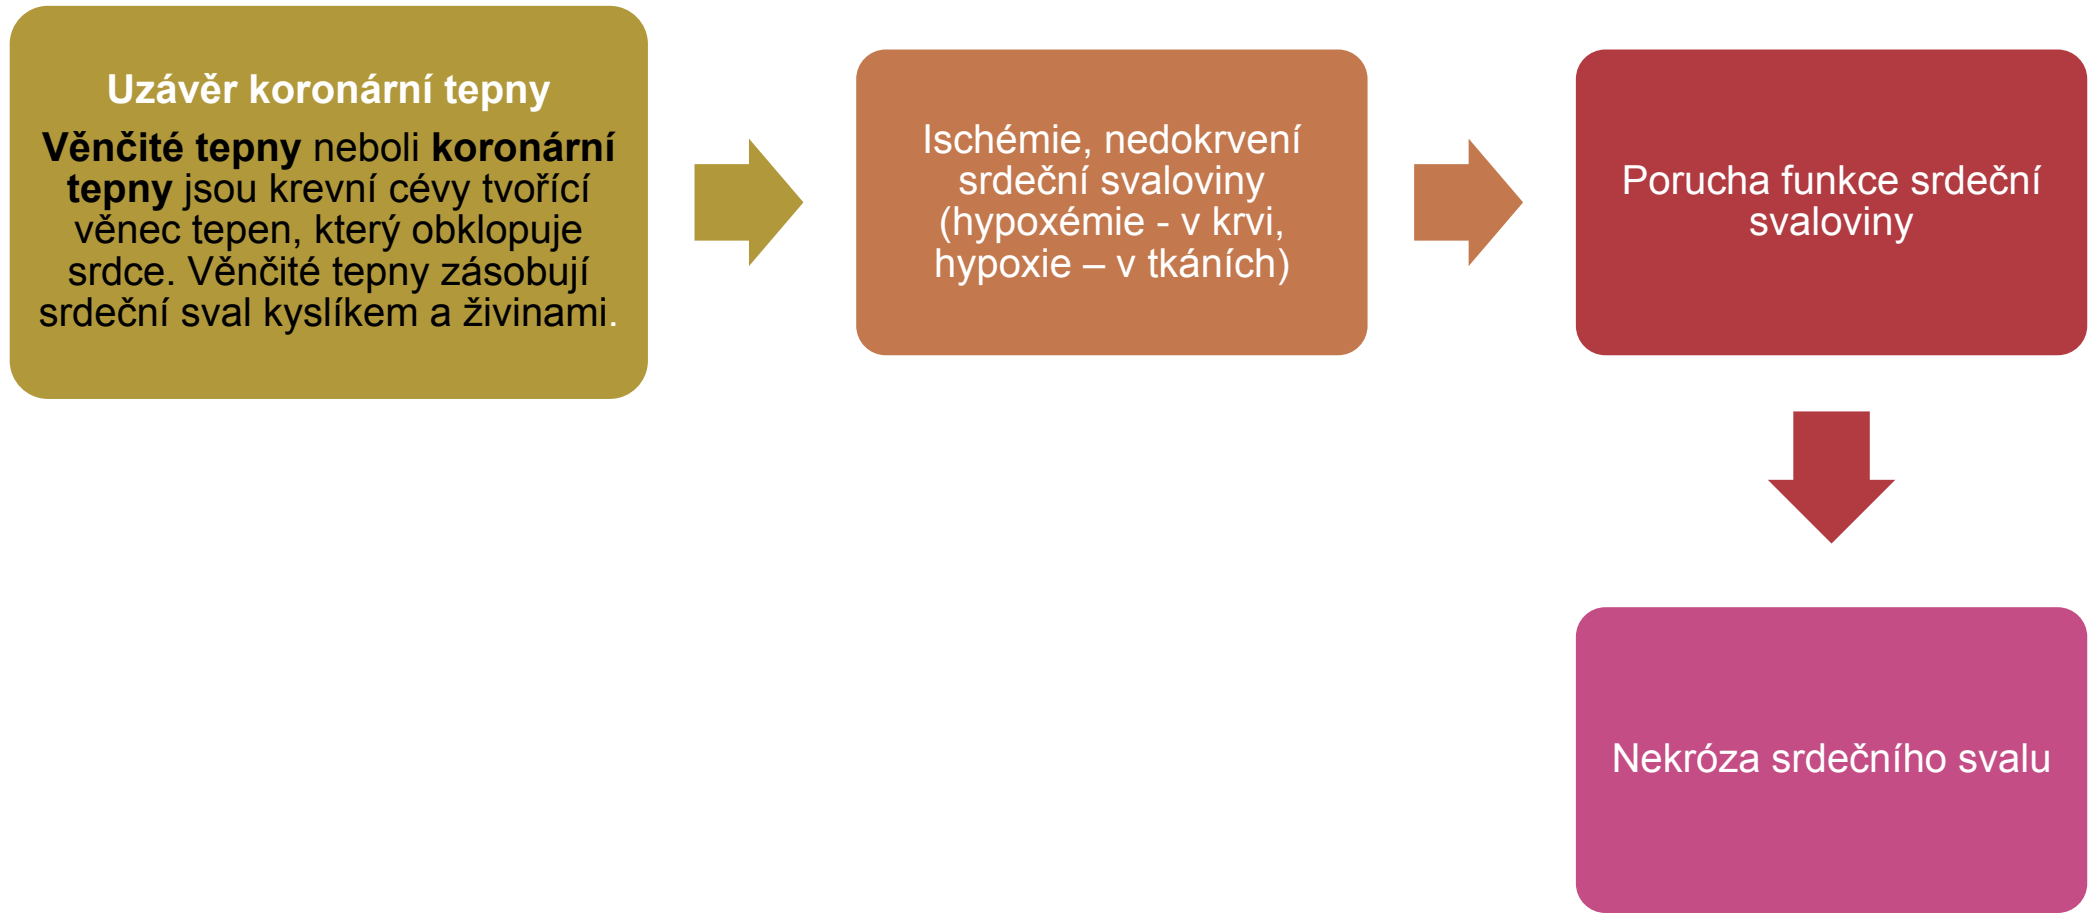 Uzávěr koronární tepny
Věnčité tepny neboli koronární
tepny jsou krevní cévy tvořící
věnec tepen, který obklopuje
srdce. Věnčité tepny zásobují
srdeční sval kyslíkem a živinami.
Ischémie, nedokrvení
srdeční svaloviny
(hypoxémie - v krvi,
hypoxie – v tkáních)
Porucha funkce srdeční
svaloviny
Nekróza srdečního svalu